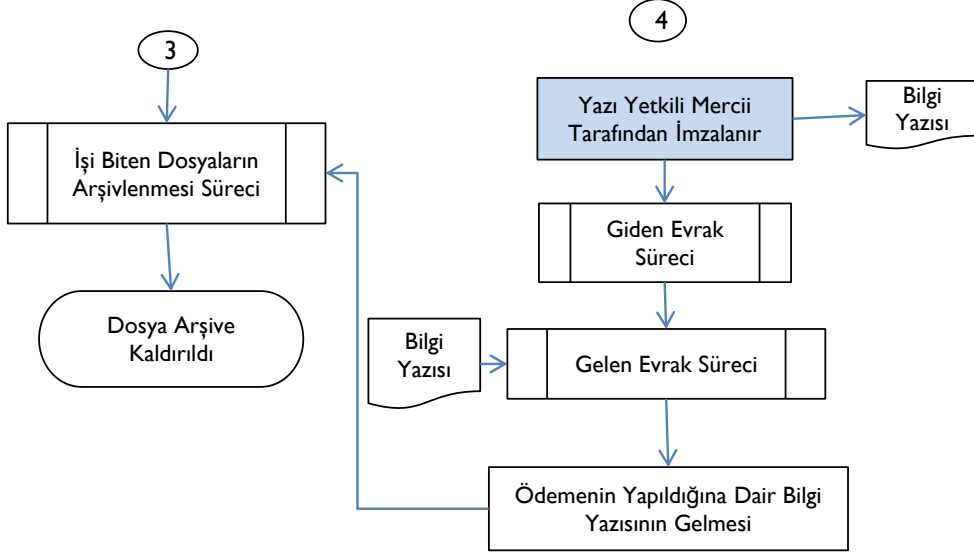 3
İşi Biten Dosyaların
Arşivlenmesi Süreci
Dosya Arşive
Kaldırıldı
4
Yazı Yetkili Mercii
Tarafından İmzalanır
Bilgi
Yazısı
Giden Evrak
Süreci
Bilgi
Yazısı
Gelen Evrak Süreci
Ödemenin Yapıldığına Dair Bilgi
Yazısının Gelmesi